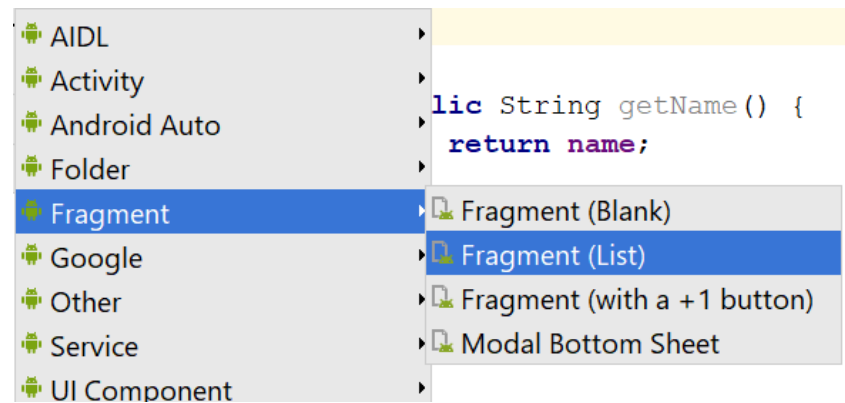 AIDL
Activity
Android Auto
Folder
Fragment
Google
Other
Service
UI Component
lic String getName() {
return name;
Fragment (Blank)
Fragment (List)
Fragment (with a +1 button)
Modal Bottom Sheet